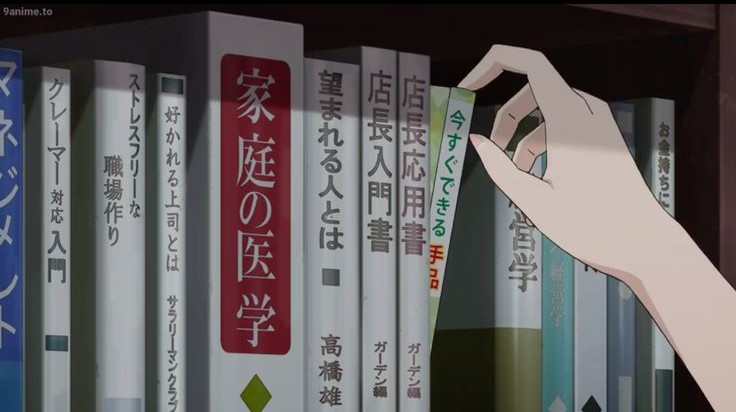 9anime.to
マネジメント
クレーマー対応入門
ストレスフリーな
職場作り
好かれる上司とは サラリーマンクラブ
家庭の医学
望まれる人とは 高橋雄
店長入門書 ガーデン編
店長応用書 ガーデン編
今すぐできる
手品
営学
経営学
お金持ちに